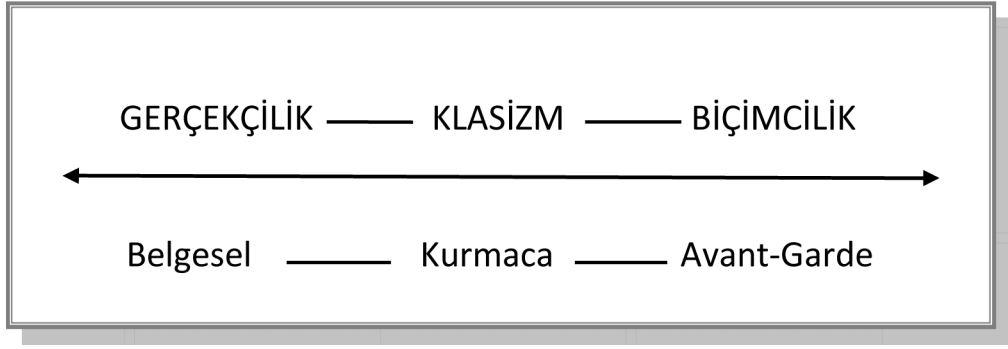 GERÇEKÇİLİK KLASİZM BİÇİMCİLİK
Belgesel Kurmaca Avant-Garde